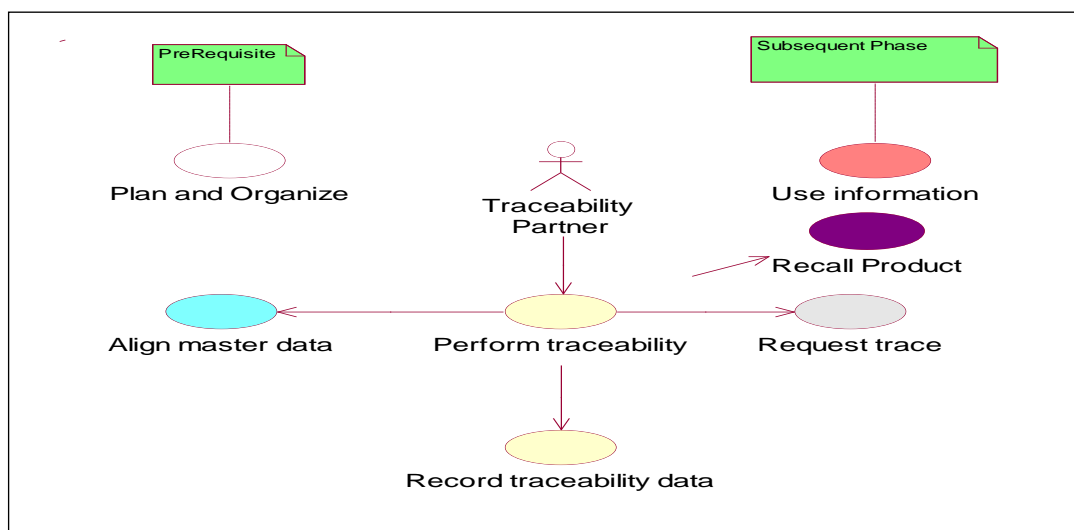 PreRequisite
Subsequent Phase
Plan and Organize
Traceability
Partner
Use information
Recall Product
Align master data
Perform traceability
Request trace
Record traceability data